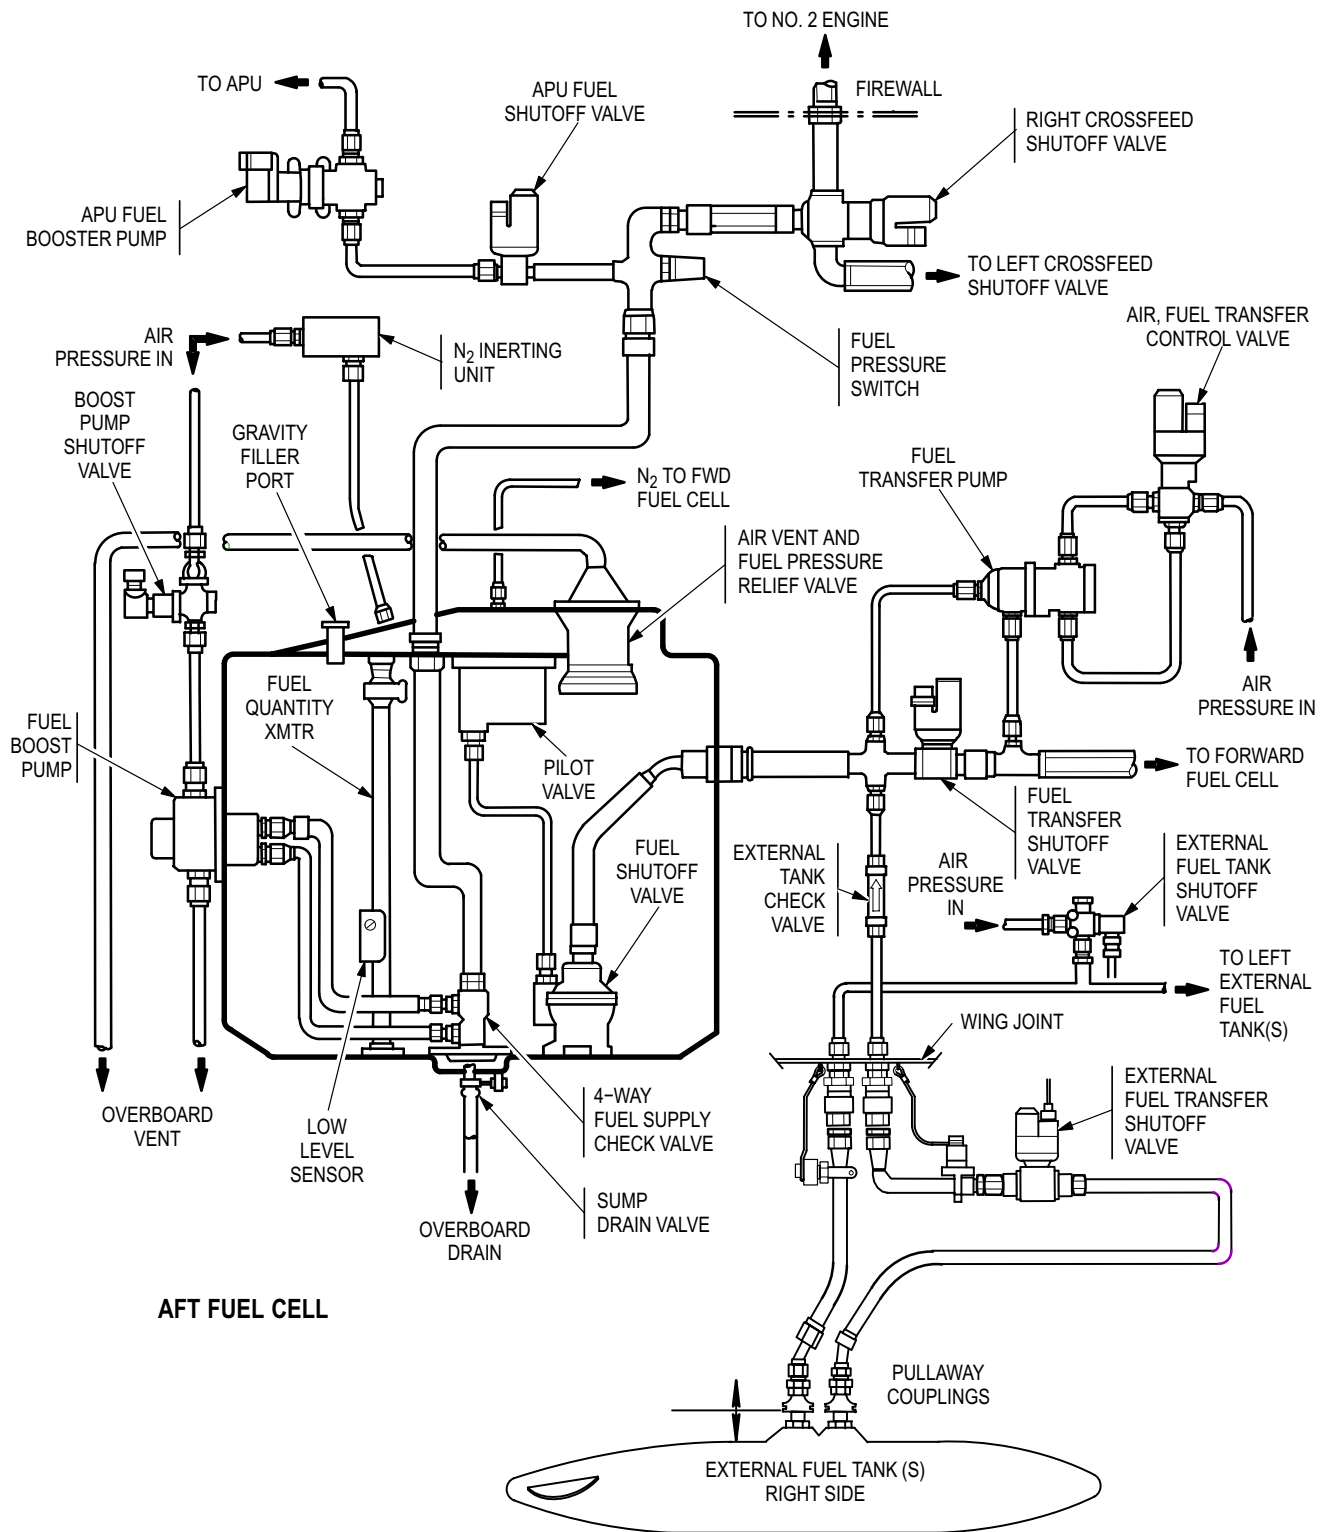 TO NO. 2 ENGINE
TO APU
APU FUEL
SHUTOFF VALVE
FIREWALL
RIGHT CROSSFEED
SHUTOFF VALVE
APU FUEL
BOOSTER PUMP
TO LEFT CROSSFEED
SHUTOFF VALVE
AIR
PRESSURE IN
N2 INERTING
UNIT
FUEL
PRESSURE
SWITCH
AIR, FUEL TRANSFER
CONTROL VALVE
BOOST
PUMP
SHUTOFF
VALVE
GRAVITY
FILLER
PORT
N2 TO FWD
FUEL CELL
FUEL
TRANSFER PUMP
AIR VENT AND
FUEL PRESSURE
RELIEF VALVE
FUEL
QUANTITY
XMTR
AIR
PRESSURE IN
FUEL
BOOST
PUMP
PILOT
VALVE
TO FORWARD
FUEL CELL
FUEL
TRANSFER
SHUTOFF
VALVE
FUEL
SHUTOFF
VALVE
EXTERNAL
TANK
CHECK
VALVE
AIR
PRESSURE
IN
EXTERNAL
FUEL TANK
SHUTOFF
VALVE
TO LEFT
EXTERNAL
FUEL
TANK(S)
WING JOINT
OVERBOARD
VENT
LOW
LEVEL
SENSOR
4−WAY
FUEL SUPPLY
CHECK VALVE
EXTERNAL
FUEL TRANSFER
SHUTOFF
VALVE
SUMP
DRAIN VALVE
OVERBOARD
DRAIN
AFT FUEL CELL
PULLAWAY
COUPLINGS
EXTERNAL FUEL TANK (S)
RIGHT SIDE